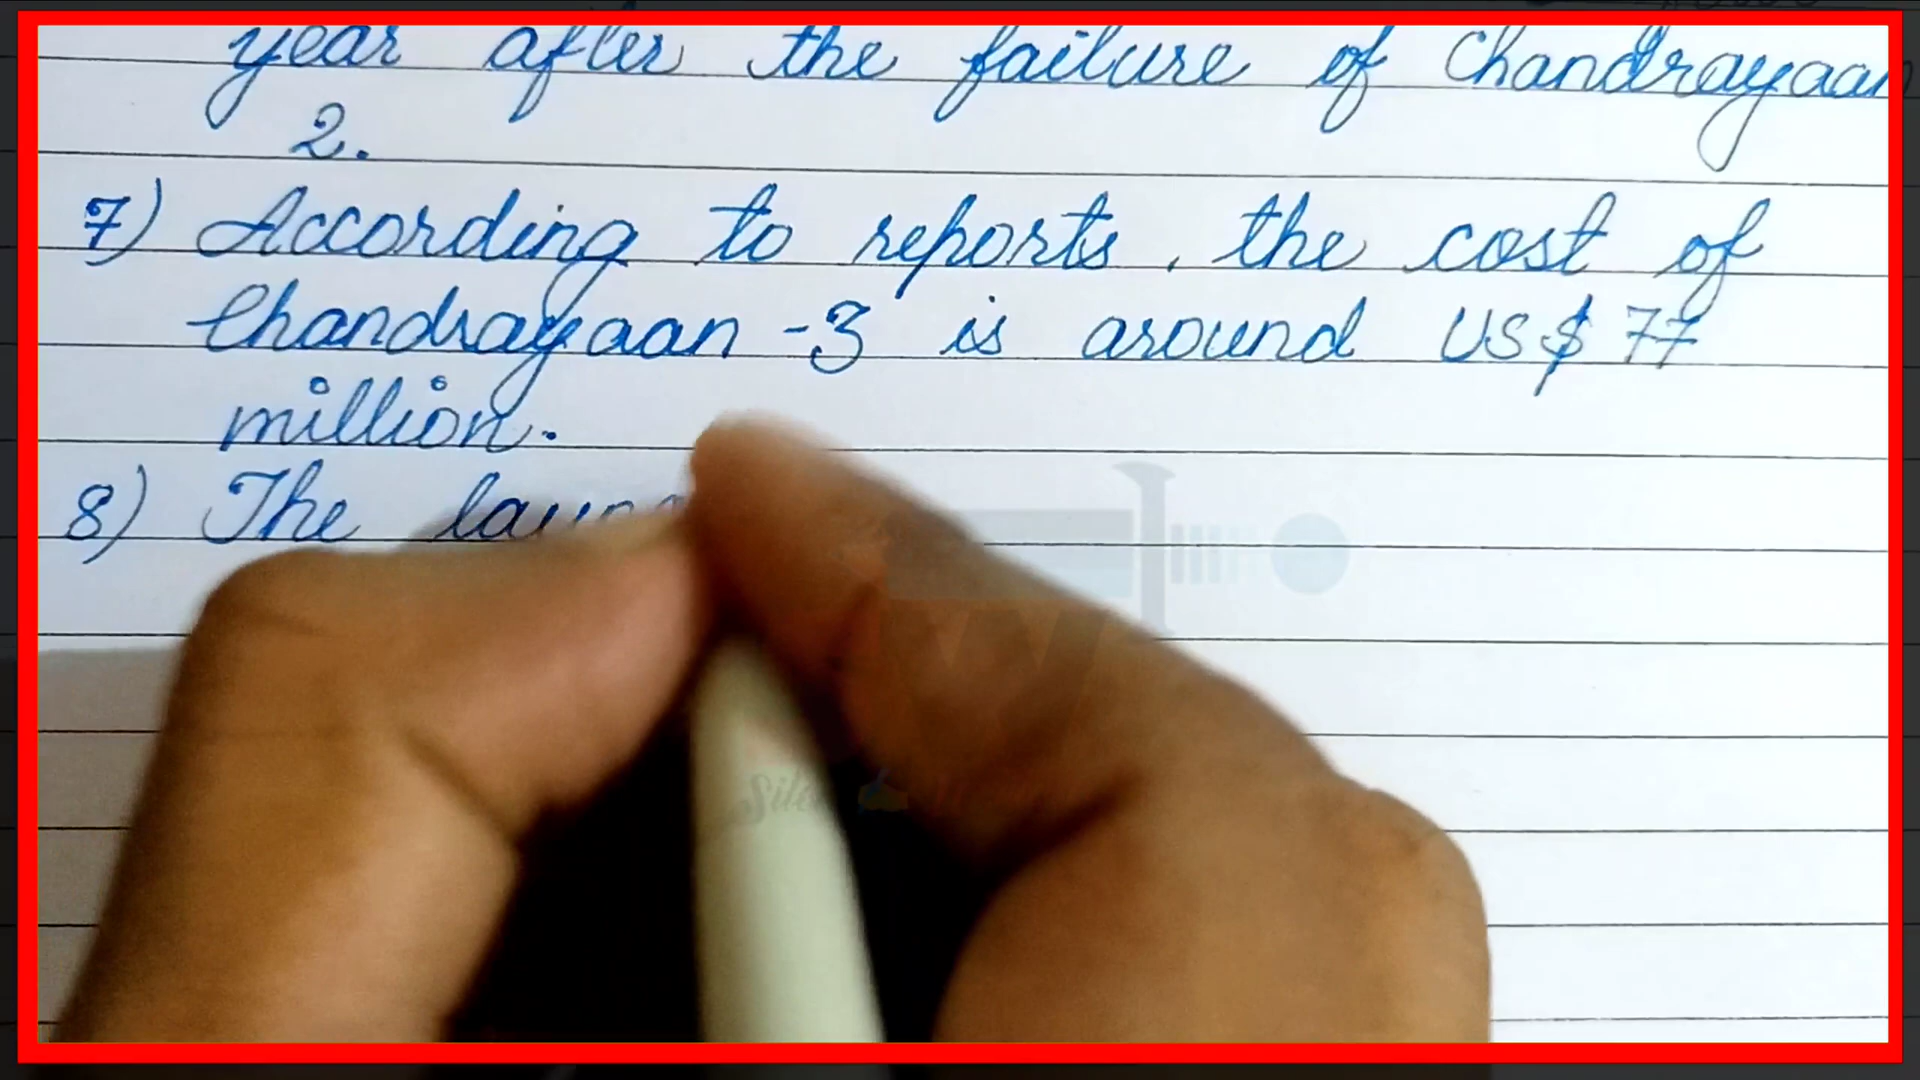 year after the failure of Chandrayaan
2.
7) According to reports, the cost of
Chandrayaan -3 is around US$ 77
million.
8) The